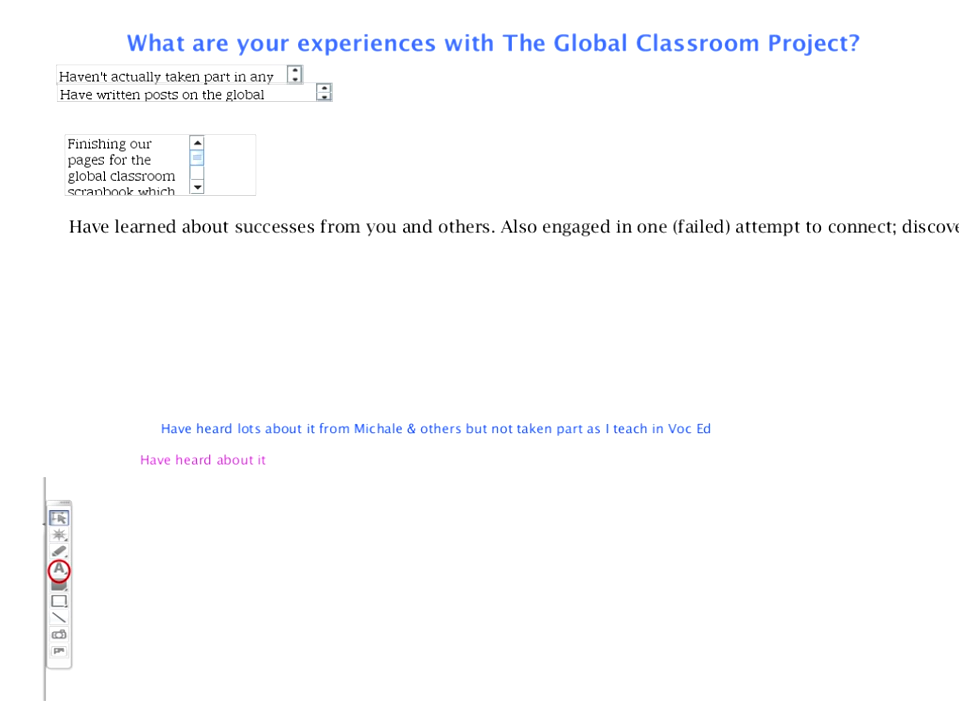 What are your experiences with The Global Classroom Project?
Haven't actually taken part in any
Have written posts on the global
Finishing our
pages for the
global classroom
scrapbook which
Have learned about successes from you and others. Also engaged in one (failed) attempt to connect; discove
Have heard lots about it from Michale & others but not taken part as I teach in Voc Ed
Have heard about it
A